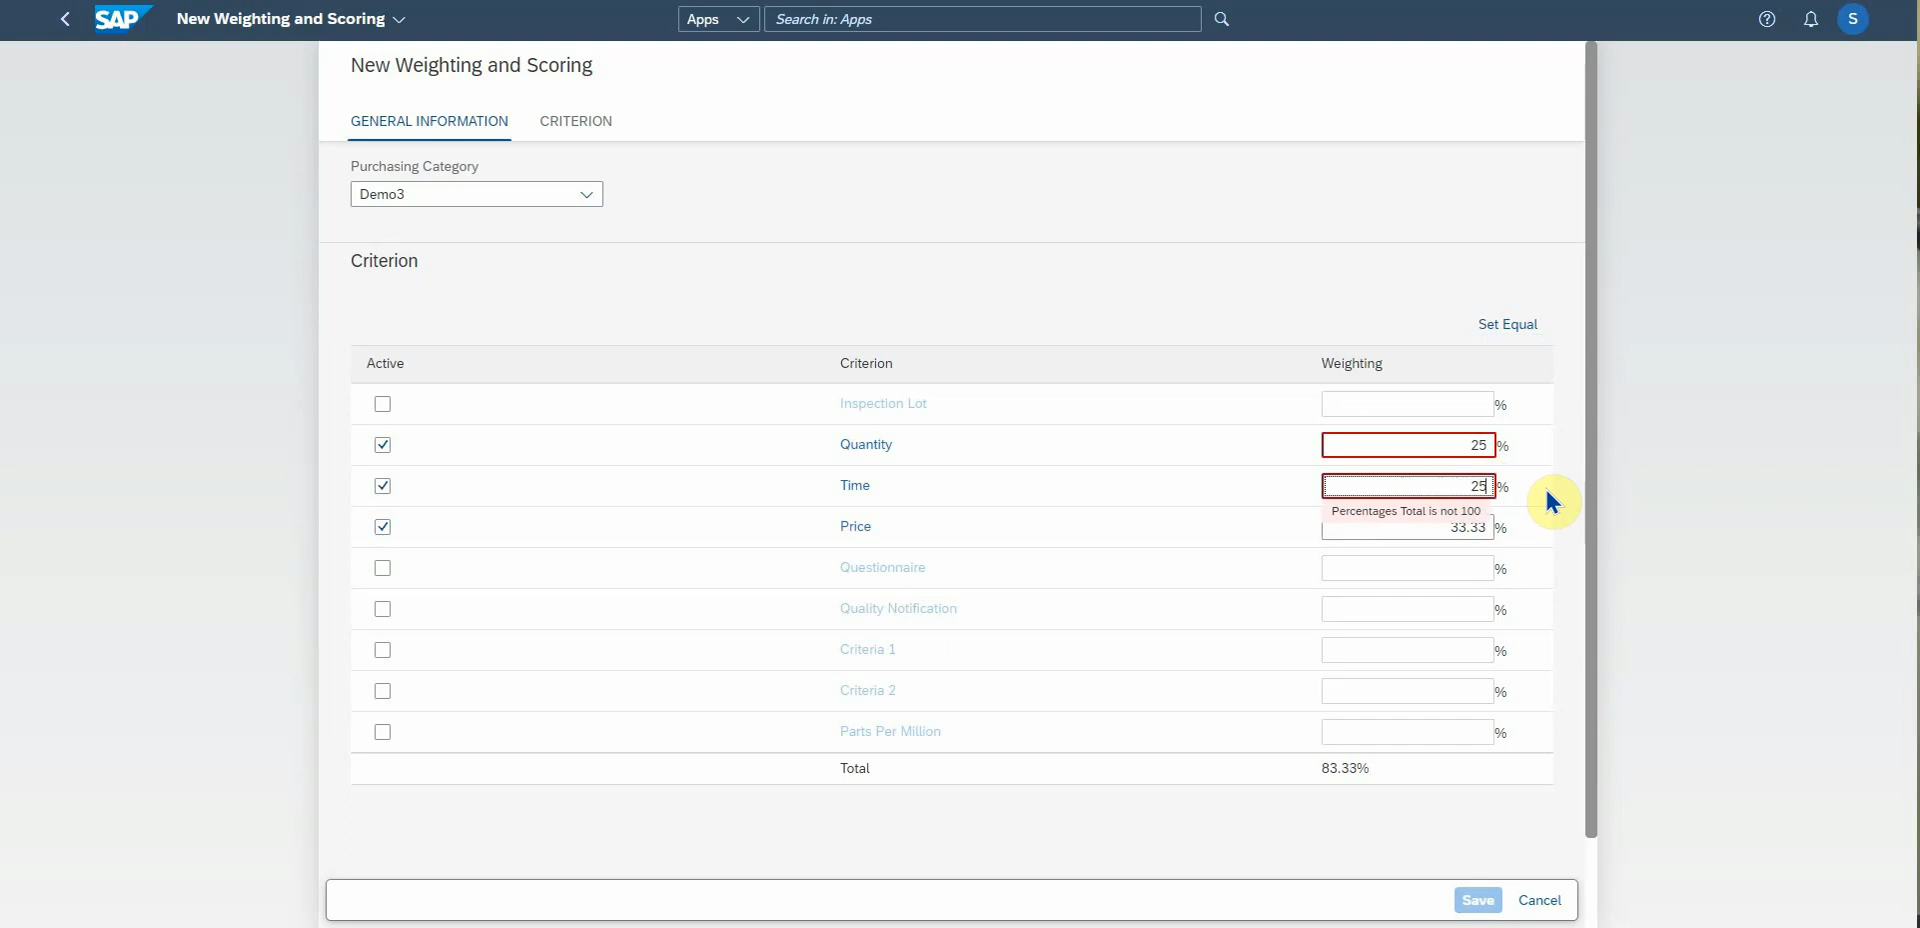 SAP New Weighting and Scoring Apps Search in: Apps S
New Weighting and Scoring
GENERAL INFORMATION CRITERION
Purchasing Category
Demo3
Criterion
Set Equal
Active Criterion Weighting
Inspection Lot %
Quantity 25 %
Time 25 %
Percentages Total is not 100
Price 33.33 %
Questionnaire %
Quality Notification %
Criteria 1 %
Criteria 2 %
Parts Per Million %
Total 83.33%
Save Cancel